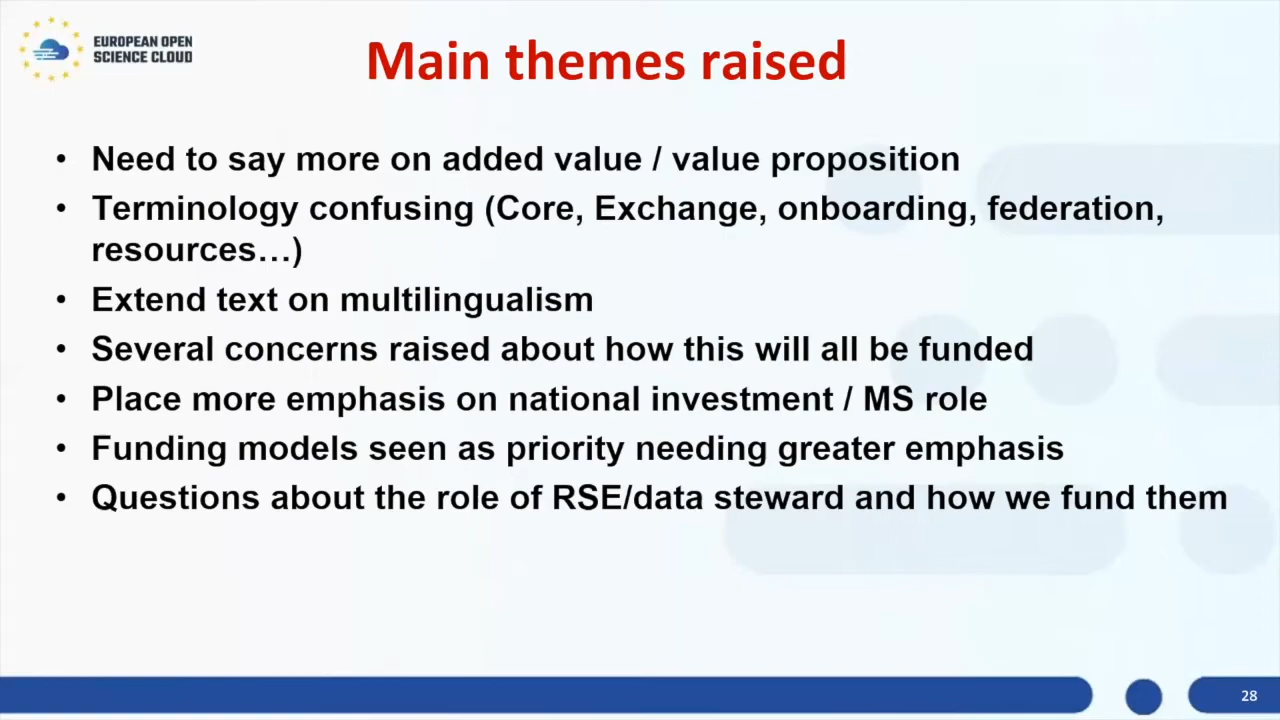 EUROPEAN OPEN
SCIENCE CLOUD
Main themes raised
• Need to say more on added value / value proposition
• Terminology confusing (Core, Exchange, onboarding, federation,
resources…)
• Extend text on multilingualism
• Several concerns raised about how this will all be funded
• Place more emphasis on national investment / MS role
• Funding models seen as priority needing greater emphasis
• Questions about the role of RSE/data steward and how we fund them
28